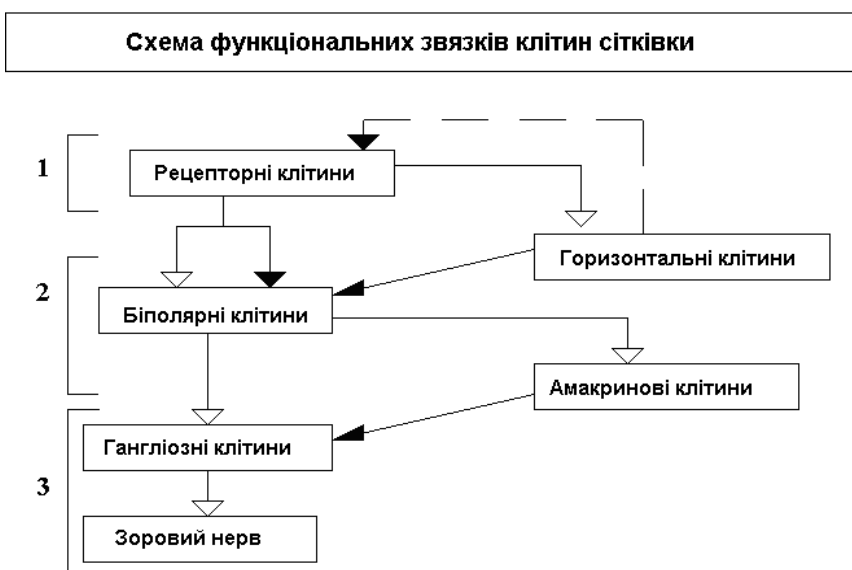 Схема функціональних звязків клітин сітківки
1
Рецепторні клітини
Горизонтальні клітини
2
Біполярні клітини
Амакринові клітини
Гангліозні клітини
3
Зоровий нерв